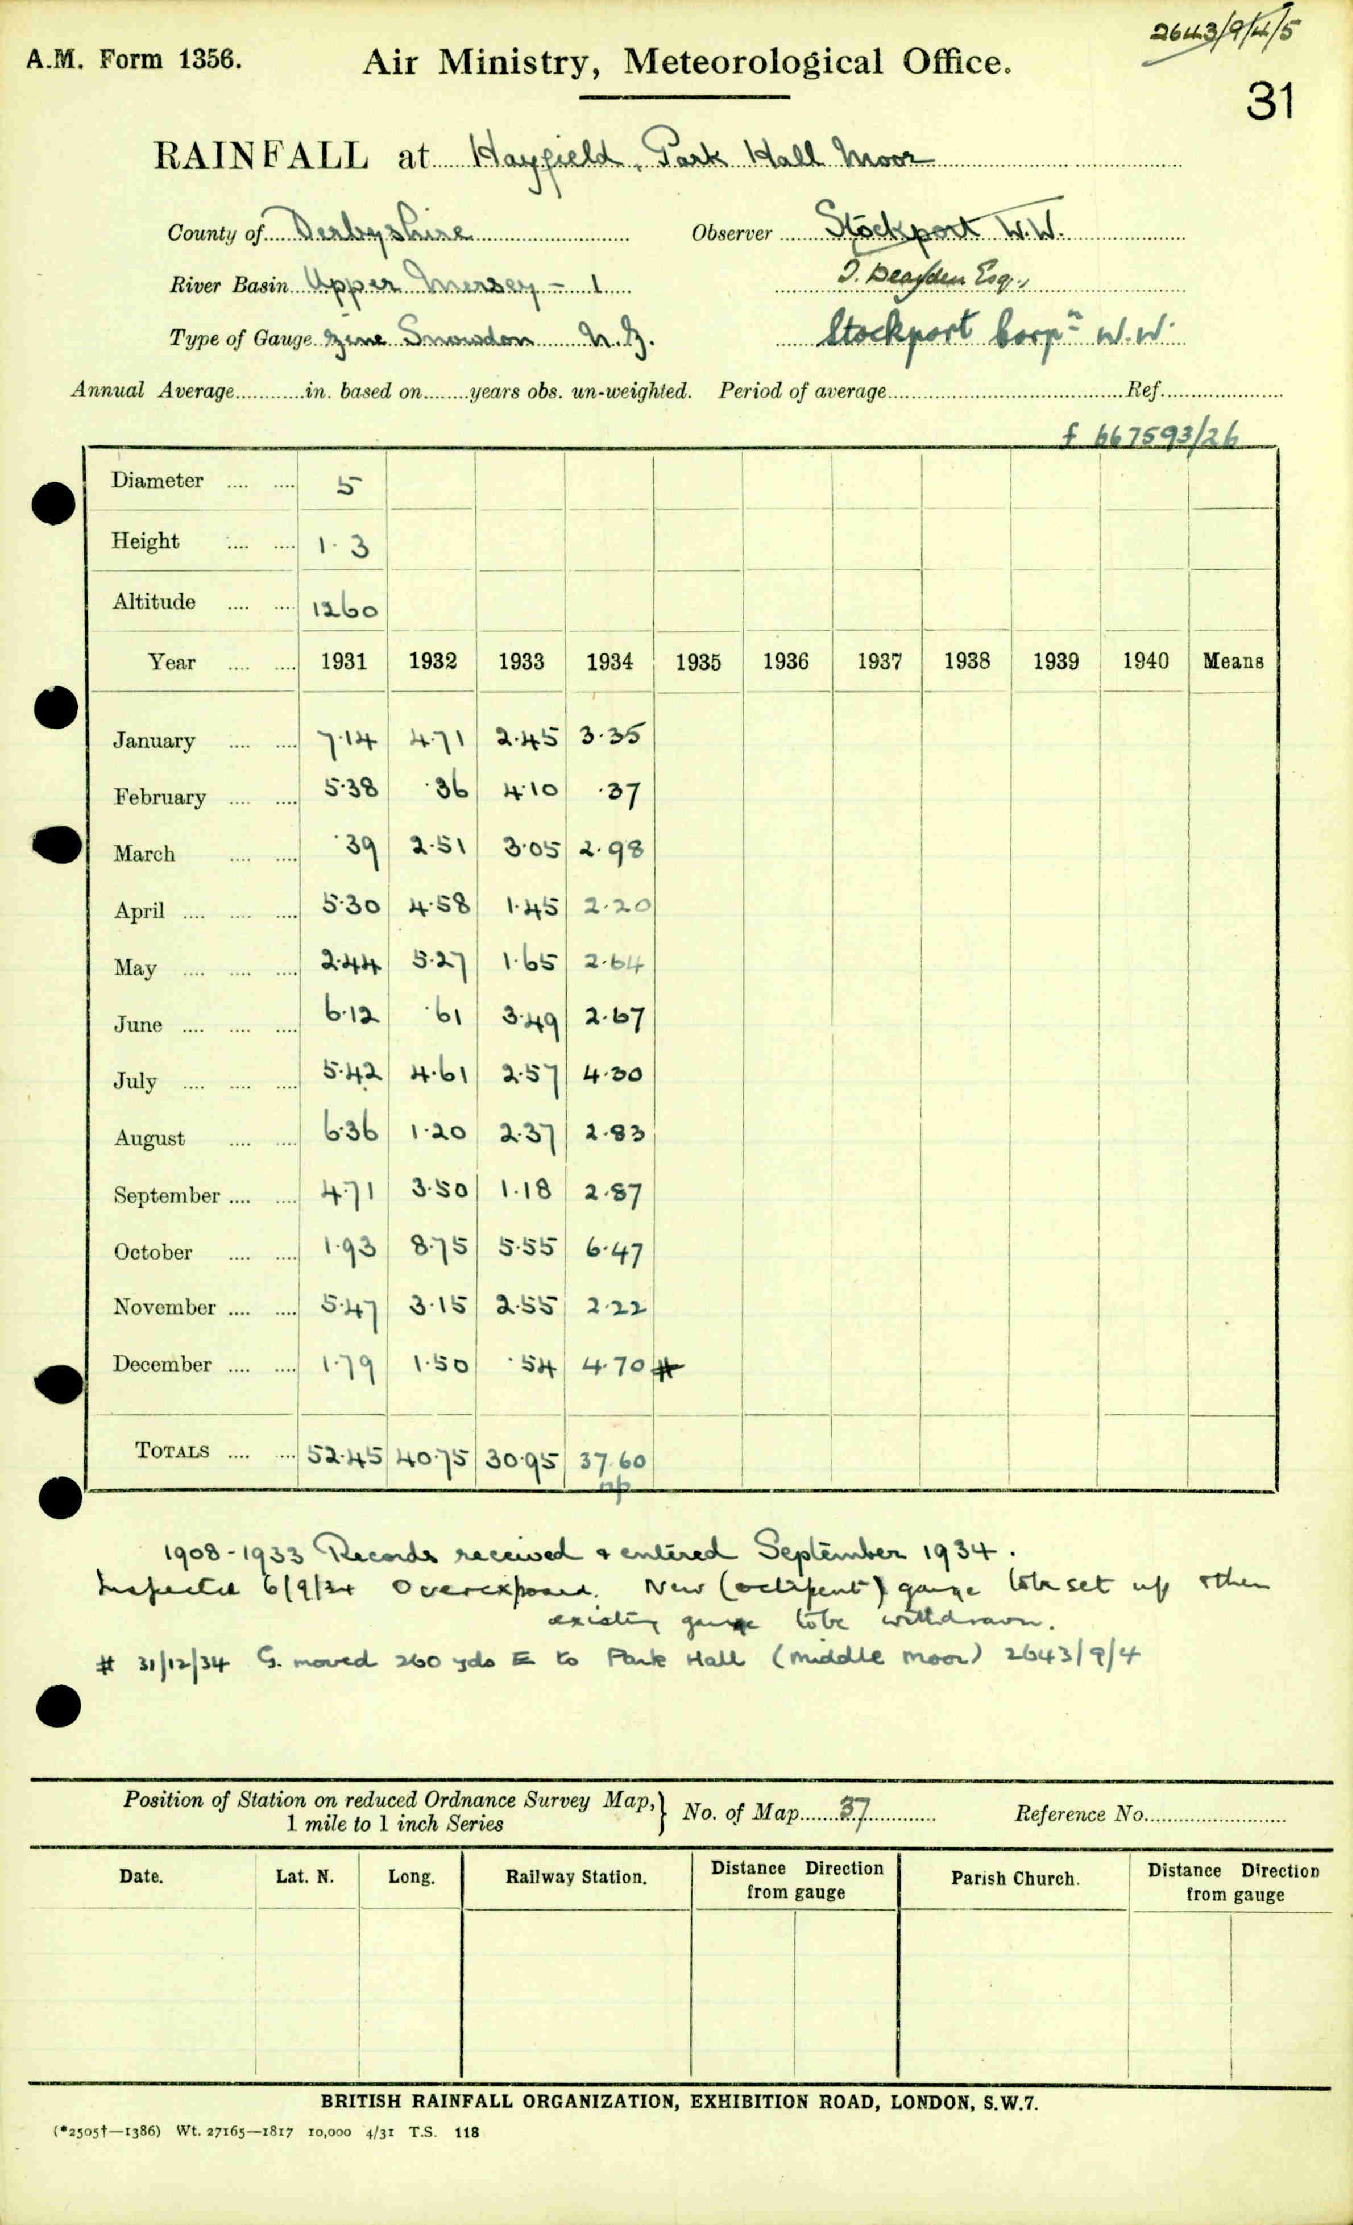 2643/9/4/5
A.M. Form 1356. Air Ministry, Meteorological Office.
31
RAINFALL at Hayfield, Park Hall Moor
County of Derbyshire Observer Stockport W.W.
River Basin Upper Mersey - 1 Esq.,
Type of Gauge Zinc Snowdon Stockport Corpn W.W.
Annual Average in. based on years obs. un-weighted. Period of average Ref.
f 667593/26
Diameter 5
Height 1·3
Altitude 1260
Year 1931 1932 1933 1934 1935 1936 1937 1938 1939 1940 Means
January 7·14 4·71 2·45 3·35
February 5·38 ·36 4·10 ·37
March ·39 2·51 3·05 2·98
April 5·30 4·58 1·45 2·20
May 2·44 5·27 1·65 2·64
June 6·12 ·61 3·49 2·67
July 5·42 4·61 2·57 4·30
August 6·36 1·20 2·37 2·83
September 4·71 3·50 1·18 2·87
October 1·93 8·75 5·55 6·47
November 5·47 3·15 2·55 2·22
December 1·79 1·50 ·54 4·70 #
TOTALS 52·45 40·75 30·95 37·60
1908-1933 Records received & entered September 1934.
Inspected 6/9/34 Overexposed. New (octapent) gauge to be set up & then
existing gauge to be withdrawn.
# 31/12/34 G. moved 260 yds E to Park Hall (Middle Moor) 2643/9/4
Position of Station on reduced Ordnance Survey Map, } No. of Map 37 Reference No.
1 mile to 1 inch Series
Date. Lat. N. Long. Railway Station. Distance Direction Parish Church. Distance Direction
from gauge from gauge
BRITISH RAINFALL ORGANIZATION, EXHIBITION ROAD, LONDON, S.W.7.
(*2505†—1386) Wt. 27165—1817 10,000 4/31 T.S. 118